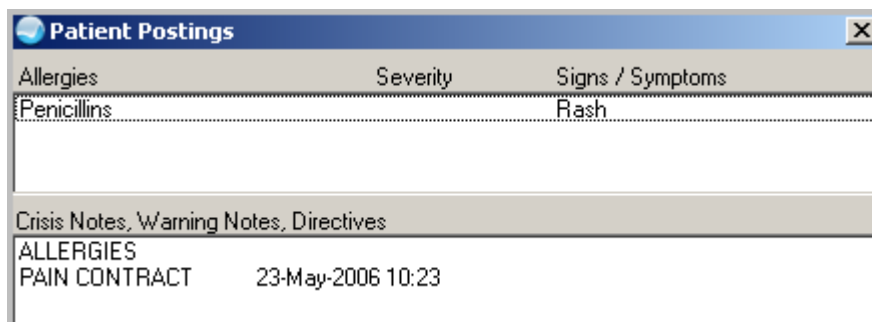 Patient Postings
Allergies Severity Signs / Symptoms
Penicillins Rash
Crisis Notes, Warning Notes, Directives
ALLERGIES
PAIN CONTRACT 23-May-2006 10:23